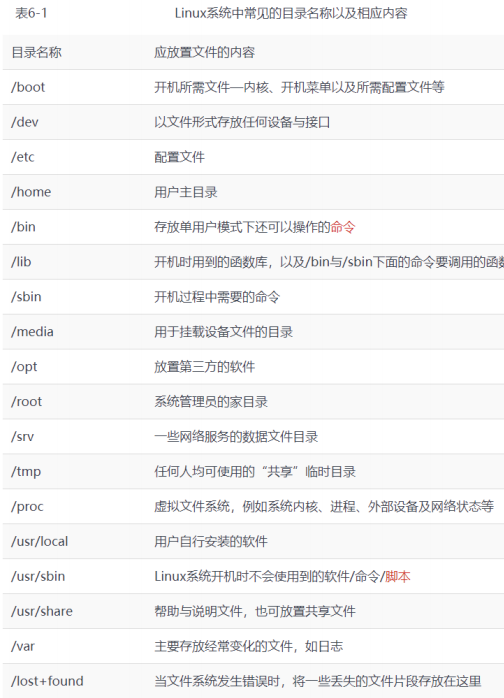 表6-1 Linux系统中常见的目录名称以及相应内容
目录名称 应放置文件的内容
/boot 开机所需文件—内核、开机菜单以及所需配置文件等
/dev 以文件形式存放任何设备与接口
/etc 配置文件
/home 用户主目录
/bin 存放单用户模式下还可以操作的命令
/lib 开机时用到的函数库，以及/bin与/sbin下面的命令要调用的函
/sbin 开机过程中需要的命令
/media 用于挂载设备文件的目录
/opt 放置第三方的软件
/root 系统管理员的家目录
/srv 一些网络服务的数据文件目录
/tmp 任何人均可使用的“共享”临时目录
/proc 虚拟文件系统，例如系统内核、进程、外部设备及网络状态等
/usr/local 用户自行安装的软件
/usr/sbin Linux系统开机时不会使用到的软件/命令/脚本
/usr/share 帮助与说明文件，也可放置共享文件
/var 主要存放经常变化的文件，如日志
/lost+found 当文件系统发生错误时，将一些丢失的文件片段存放在这里